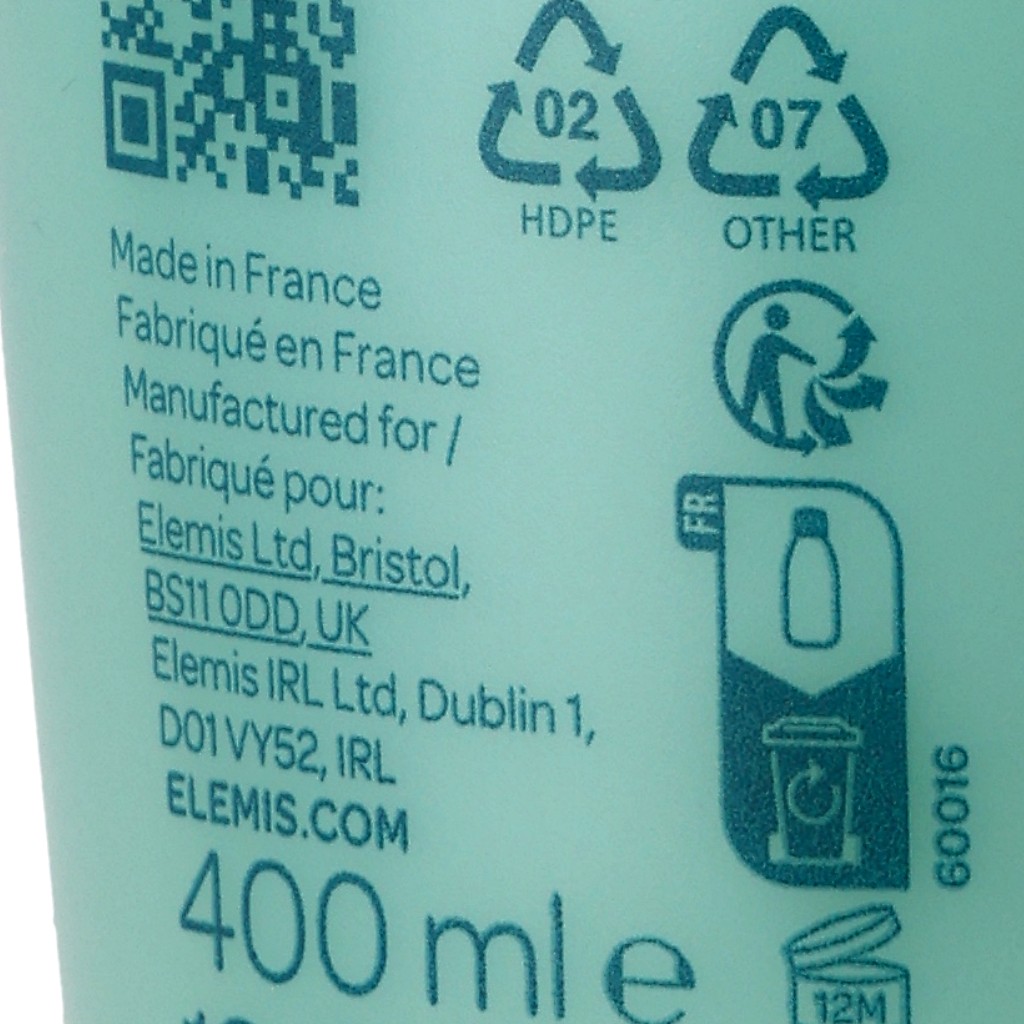 02
07
HDPE
OTHER
Made in France
Fabriqué en France
Manufactured for /
Fabriqué pour:
Elemis Ltd, Bristol,
BS11 0DD, UK
Elemis IRL Ltd, Dublin 1,
D01 VY52, IRL
ELEMIS.COM
FR
60016
400 ml e
12M